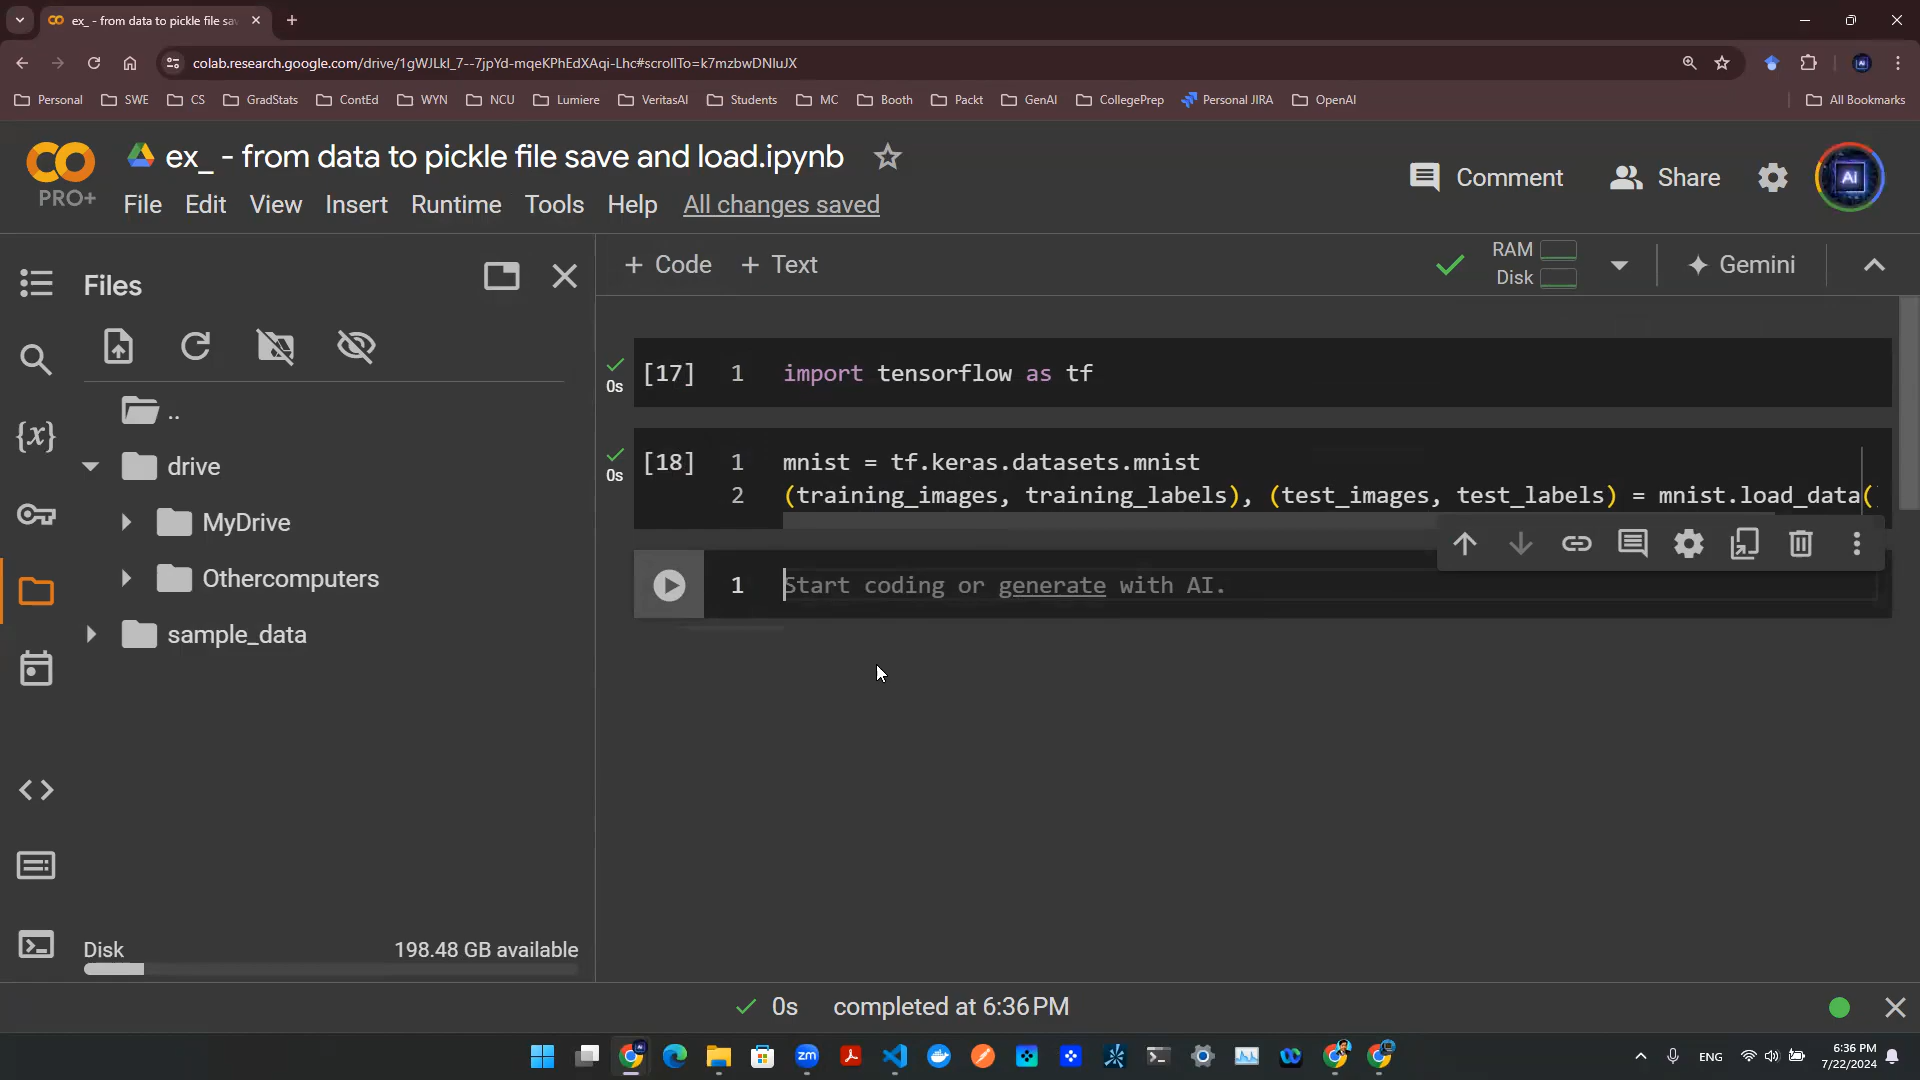 ex_ - from data to pickle file sav
colab.research.google.com/drive/1gWJLkI_7--7jpYd-mqeKPhEdXAqi-Lhc#scrollTo=k7mzbwDNIuJX
Personal SWE CS GradStats ContEd WYN NCU Lumiere VeritasAI Students MC Booth Packt GenAI CollegePrep Personal JIRA OpenAI All Bookmarks
CO PRO+
ex_ - from data to pickle file save and load.ipynb
Comment Share AI
File Edit View Insert Runtime Tools Help All changes saved
Files
+ Code + Text
RAM
Disk
Gemini
..
drive
MyDrive
Othercomputers
sample_data
{x}
Disk 198.48 GB available
0s [17] 1 import tensorflow as tf
0s [18] 1 mnist = tf.keras.datasets.mnist
2 (training_images, training_labels), (test_images, test_labels) = mnist.load_data(
1 Start coding or generate with AI.
0s completed at 6:36 PM
zm
ENG
6:36 PM
7/22/2024